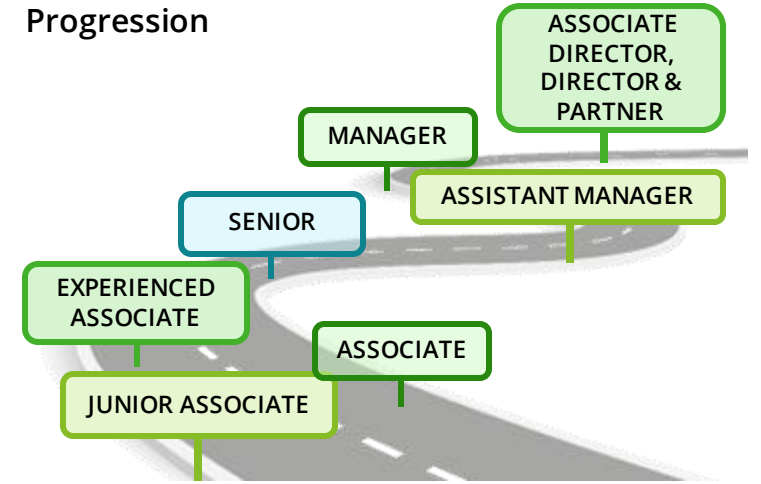 Progression
ASSOCIATE
DIRECTOR,
DIRECTOR &
PARTNER
MANAGER
ASSISTANT MANAGER
SENIOR
EXPERIENCED
ASSOCIATE
ASSOCIATE
JUNIOR ASSOCIATE